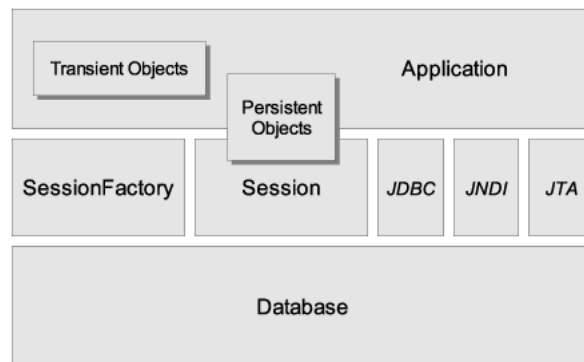 Transient Objects
Application
Persistent
Objects
SessionFactory
Session
JDBC
JNDI
JTA
Database